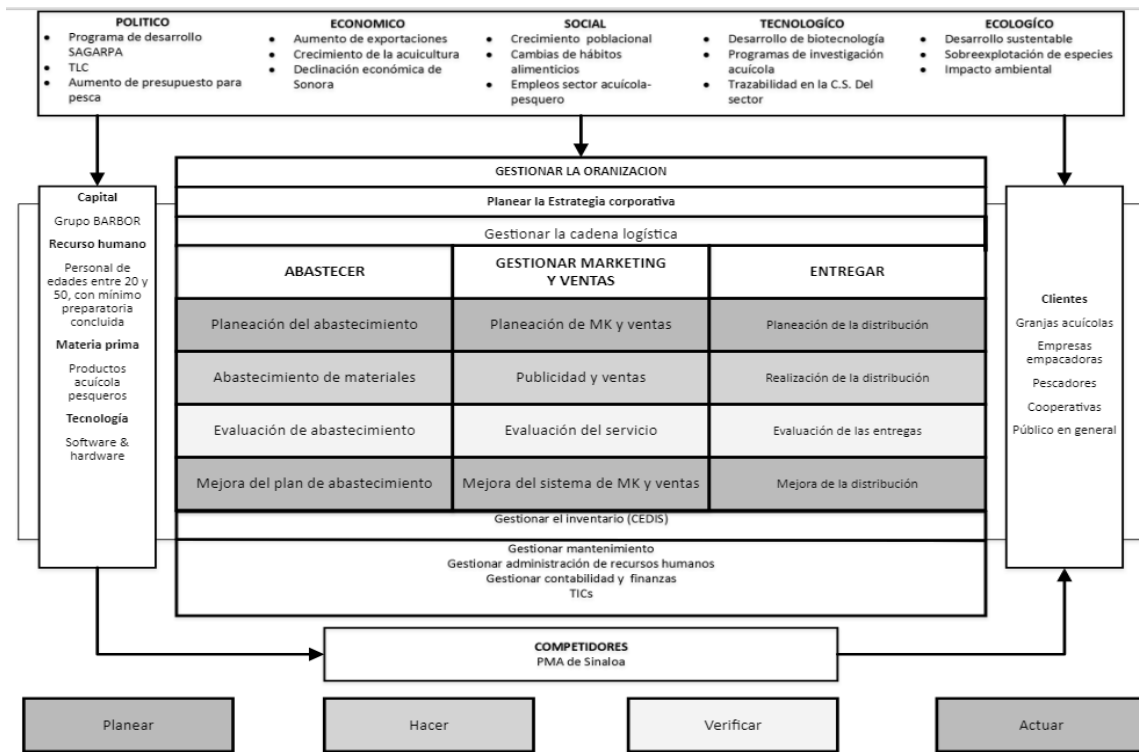 POLITICO
• Programa de desarrollo
SAGARPA
• TLC
• Aumento de presupuesto para
pesca
ECONOMICO
• Aumento de exportaciones
• Crecimiento de la acuicultura
• Declinación económica de
Sonora
SOCIAL
• Crecimiento poblacional
• Cambias de hábitos
alimenticios
• Empleos sector acuícola-
pesquero
TECNOLOGÍCO
• Desarrollo de biotecnología
• Programas de investigación
acuícola
• Trazabilidad en la C.S. Del
sector
ECOLOGÍCO
• Desarrollo sustentable
• Sobreexplotación de especies
• Impacto ambiental
Capital
Grupo BARBOR
Recurso humano
Personal de
edades entre 20 y
50, con mínimo
preparatoria
concluida
Materia prima
Productos
acuícola
pesqueros
Tecnología
Software &
hardware
GESTIONAR LA ORANIZACION
Planear la Estrategia corporativa
Gestionar la cadena logística
ABASTECER
GESTIONAR MARKETING
Y VENTAS
ENTREGAR
Planeación del abastecimiento
Planeación de MK y ventas
Planeación de la distribución
Abastecimiento de materiales
Publicidad y ventas
Realización de la distribución
Evaluación de abastecimiento
Evaluación del servicio
Evaluación de las entregas
Mejora del plan de abastecimiento
Mejora del sistema de MK y ventas
Mejora de la distribución
Gestionar el inventario (CEDIS)
Gestionar mantenimiento
Gestionar administración de recursos humanos
Gestionar contabilidad y finanzas
TICs
Clientes
Granjas acuícolas
Empresas
empacadoras
Pescadores
Cooperativas
Público en general
COMPETIDORES
PMA de Sinaloa
Planear
Hacer
Verificar
Actuar